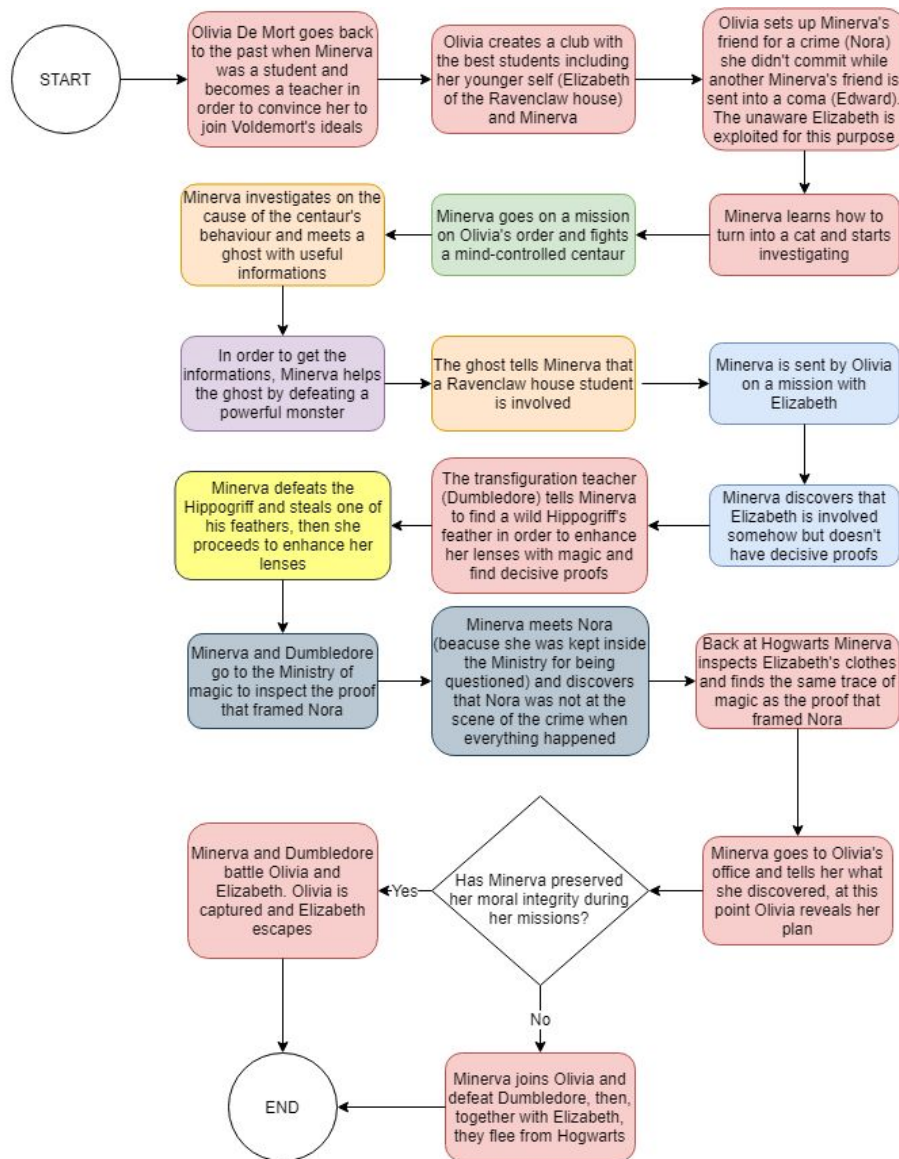 START
Olivia De Mort goes back
to the past when Minerva
was a student and
becomes a teacher in
order to convince her to
join Voldemort's ideals
Olivia creates a club with
the best students including
her younger self (Elizabeth
of the Ravenclaw house)
and Minerva
Olivia sets up Minerva's
friend for a crime (Nora)
she didn't commit while
another Minerva's friend is
sent into a coma (Edward).
The unaware Elizabeth is
exploited for this purpose
Minerva learns how to
turn into a cat and starts
investigating
Minerva goes on a mission
on Olivia's order and fights
a mind-controlled centaur
Minerva investigates on the
cause of the centaur's
behaviour and meets a
ghost with useful
informations
In order to get the
informations, Minerva helps
the ghost by defeating a
powerful monster
The ghost tells Minerva that
a Ravenclaw house student
is involved
Minerva is sent by Olivia
on a mission with
Elizabeth
Minerva discovers that
Elizabeth is involved
somehow but doesn't
have decisive proofs
The transfiguration teacher
(Dumbledore) tells Minerva
to find a wild Hippogriff's
feather in order to enhance
her lenses with magic and
find decisive proofs
Minerva defeats the
Hippogriff and steals one of
his feathers, then she
proceeds to enhance her
lenses
Minerva and Dumbledore
go to the Ministry of
magic to inspect the proof
that framed Nora
Minerva meets Nora
(beacuse she was kept inside
the Ministry for being
questioned) and discovers
that Nora was not at the
scene of the crime when
everything happened
Back at Hogwarts Minerva
inspects Elizabeth's clothes
and finds the same trace of
magic as the proof that
framed Nora
Minerva goes to Olivia's
office and tells her what
she discovered, at this
point Olivia reveals her
plan
Has Minerva preserved
her moral integrity during
her missions?
Yes
Minerva and Dumbledore
battle Olivia and
Elizabeth. Olivia is
captured and Elizabeth
escapes
No
Minerva joins Olivia and
defeat Dumbledore, then,
together with Elizabeth,
they flee from Hogwarts
END